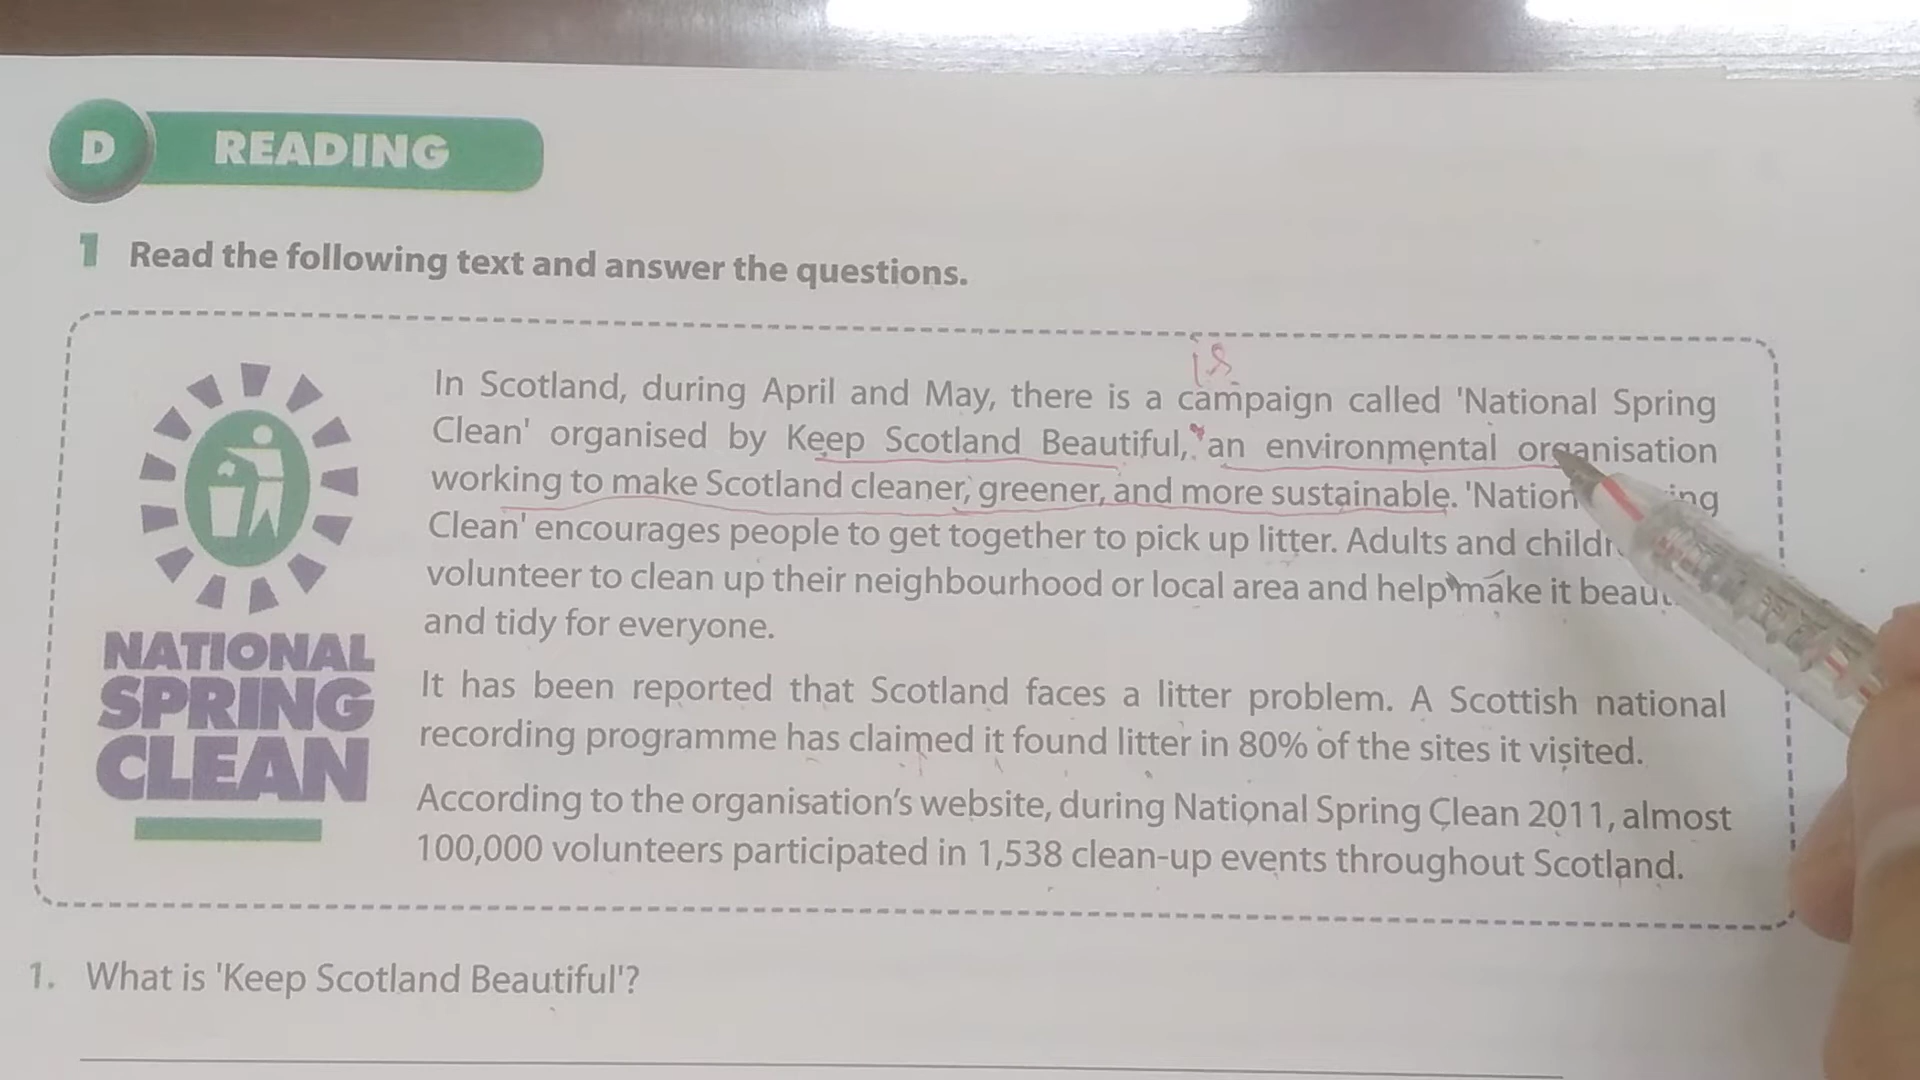 D READING
1 Read the following text and answer the questions.
is
In Scotland, during April and May, there is a campaign called 'National Spring
Clean' organised by Keep Scotland Beautiful, an environmental organisation
working to make Scotland cleaner, greener, and more sustainable. 'Nation ing
Clean' encourages people to get together to pick up litter. Adults and childr
volunteer to clean up their neighbourhood or local area and help make it beaut
and tidy for everyone.
NATIONAL
SPRING
CLEAN
It has been reported that Scotland faces a litter problem. A Scottish national
recording programme has claimed it found litter in 80% of the sites it visited.
According to the organisation's website, during National Spring Clean 2011, almost
100,000 volunteers participated in 1,538 clean-up events throughout Scotland.
1. What is 'Keep Scotland Beautiful'?